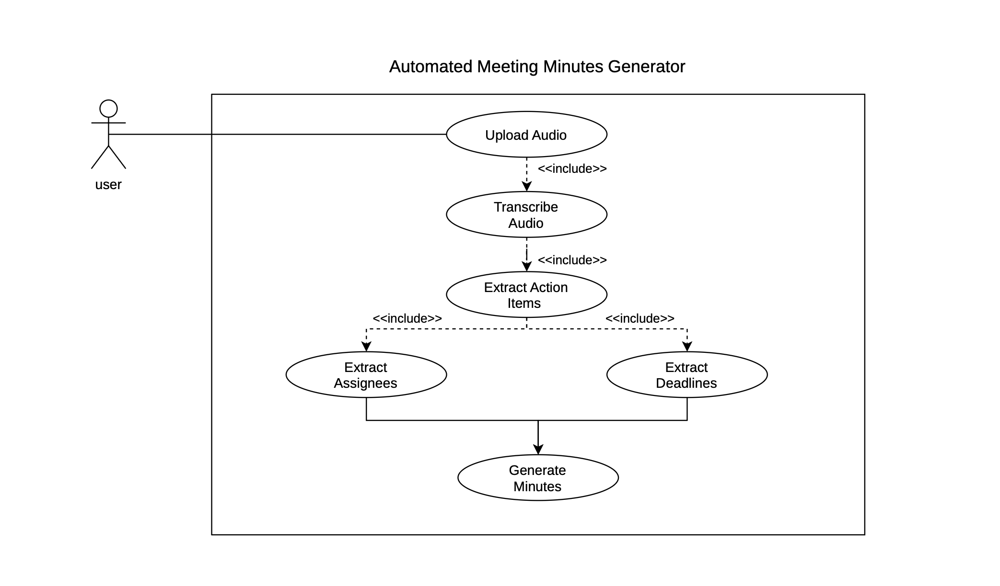 Automated Meeting Minutes Generator
user
Upload Audio
<<include>>
Transcribe
Audio
<<include>>
Extract Action
Items
<<include>>
<<include>>
Extract
Assignees
Extract
Deadlines
Generate
Minutes